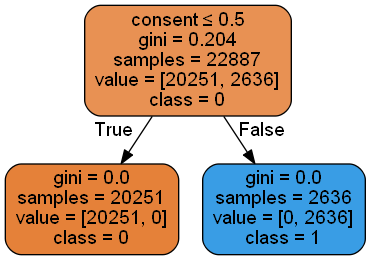 consent ≤ 0.5
gini = 0.204
samples = 22887
value = [20251, 2636]
class = 0
True
False
gini = 0.0
samples = 20251
value = [20251, 0]
class = 0
gini = 0.0
samples = 2636
value = [0, 2636]
class = 1